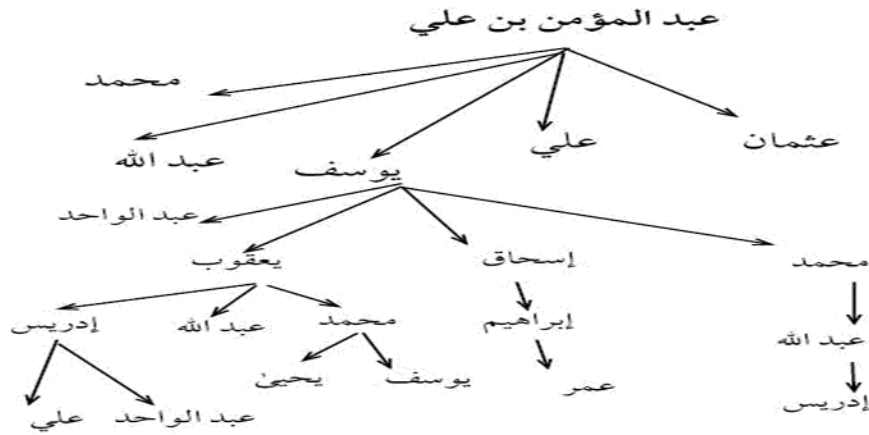 عبد المؤمن بن علي
محمد
عثمان
علي
عبد الله
يوسف
عبد الواحد
محمد
إسحاق
يعقوب
إبراهيم
محمد
عبد الله
إدريس
عبد الله
عمر
يوسف
يحيىٰ
إدريس
عبد الواحد
علي